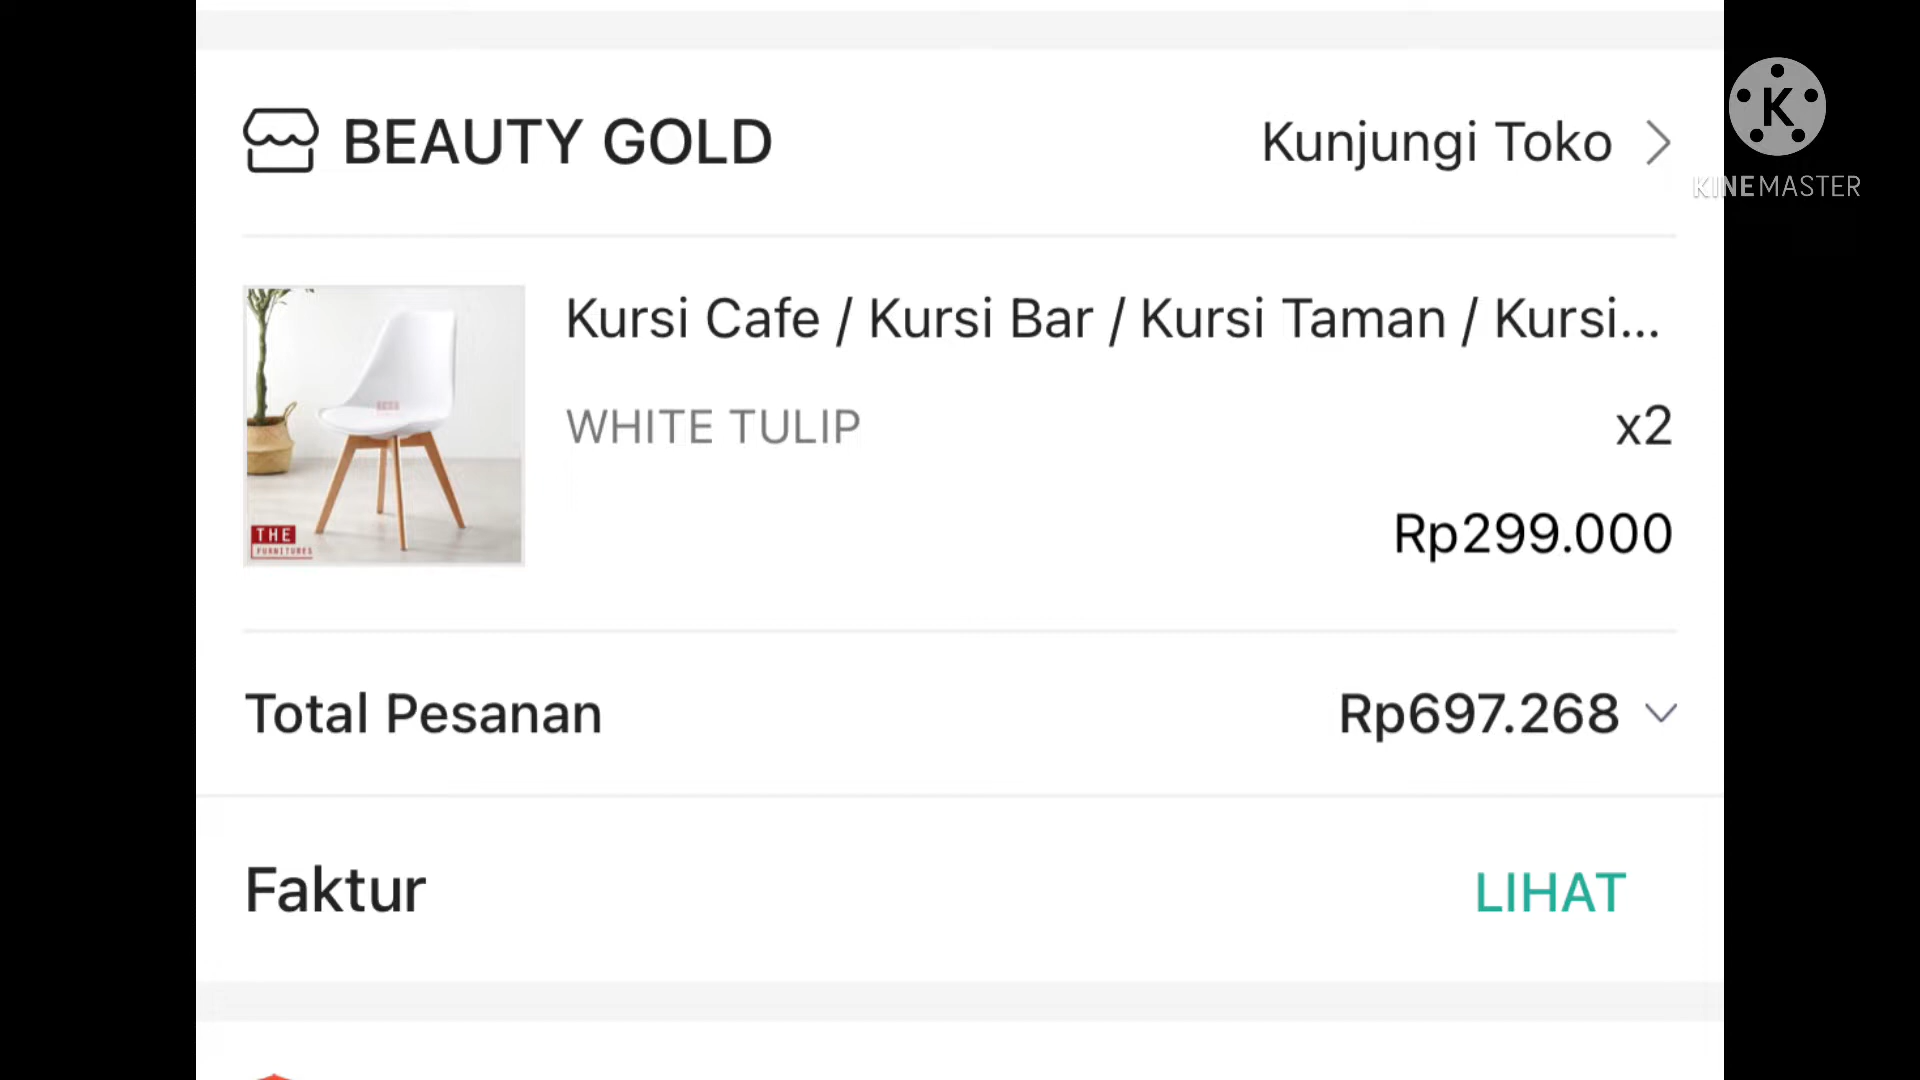 BEAUTY GOLD
Kunjungi Toko
K
KINEMASTER
Kursi Cafe / Kursi Bar / Kursi Taman / Kursi...
WHITE TULIP
x2
THE
FURNITURES
Rp299.000
Total Pesanan
Rp697.268
Faktur
LIHAT